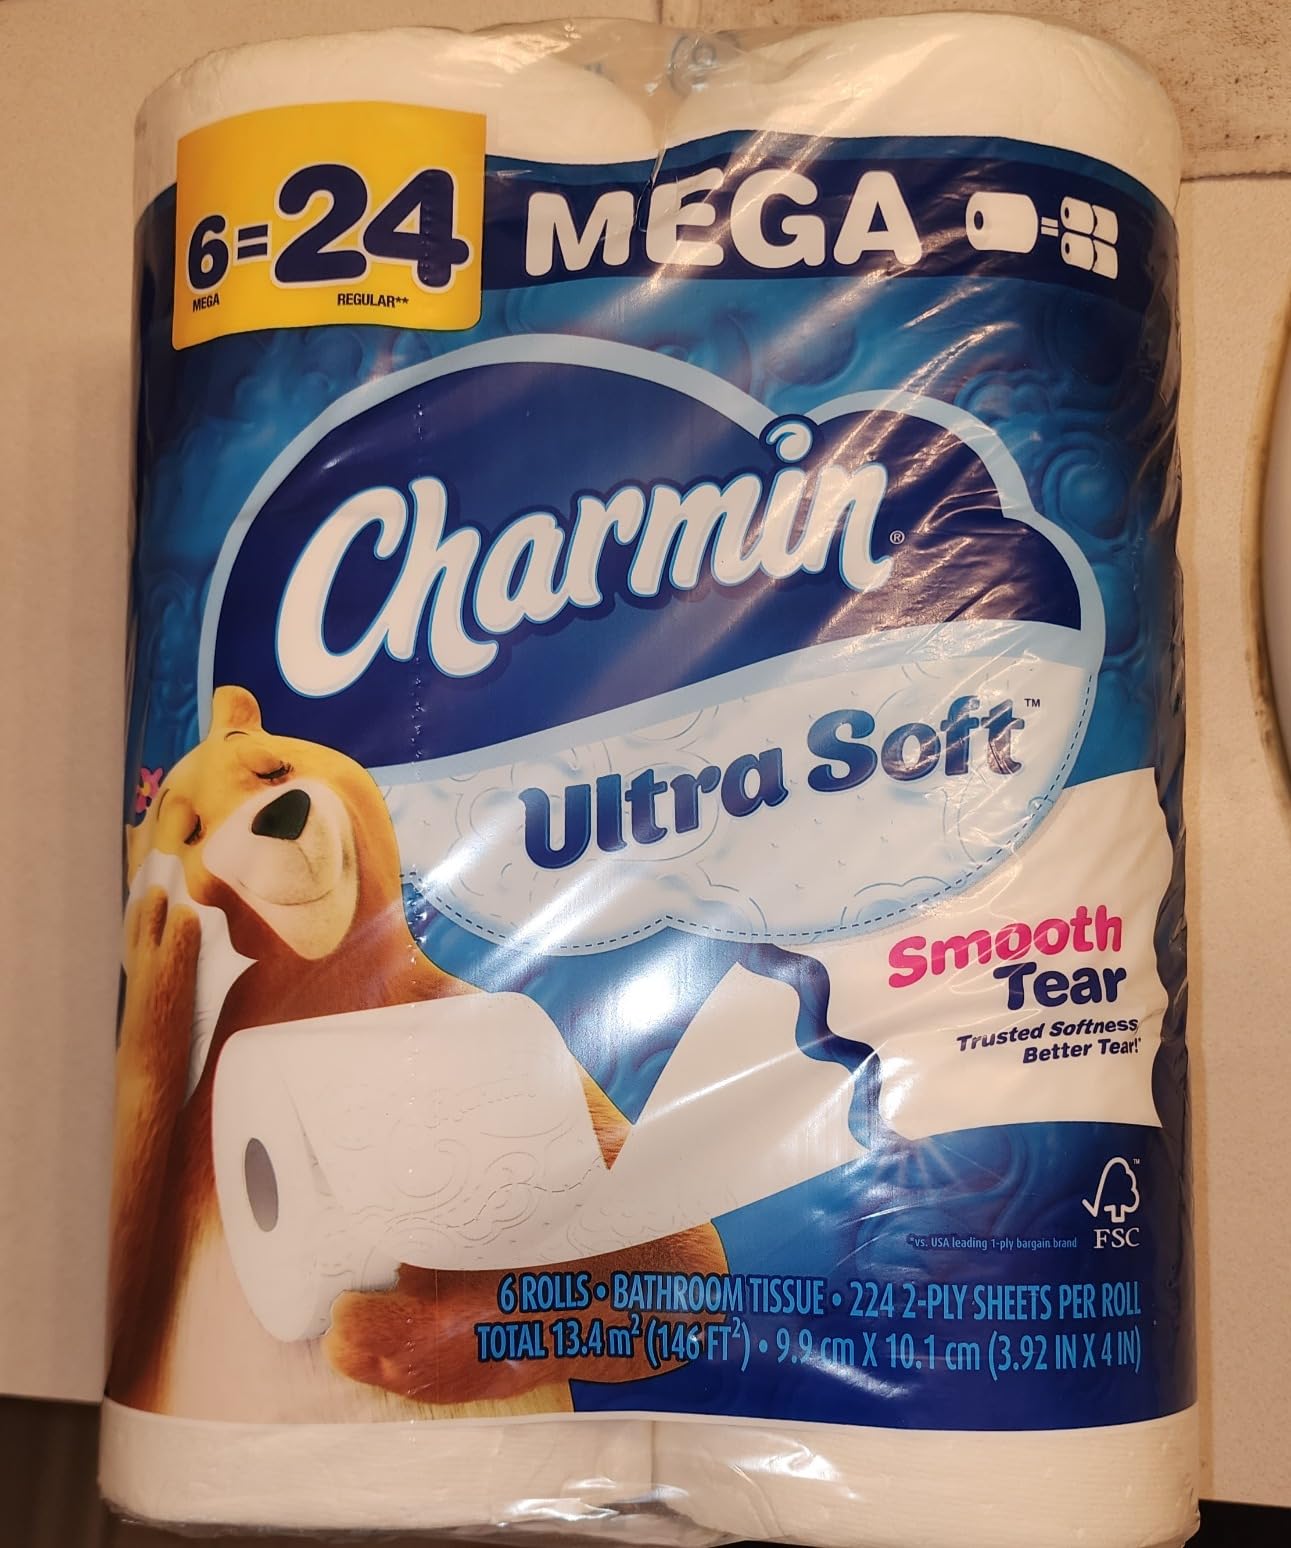 6=24
MEGA REGULAR**
MEGA
Charmin®
Ultra Soft™
Smooth
Tear
Trusted Softness
Better Tear!*
*vs. USA leading 1-ply bargain brand
FSC
6 ROLLS • BATHROOM TISSUE • 224 2-PLY SHEETS PER ROLL
TOTAL 13.4 m² (146 FT²) • 9.9 cm X 10.1 cm (3.92 IN X 4 IN)